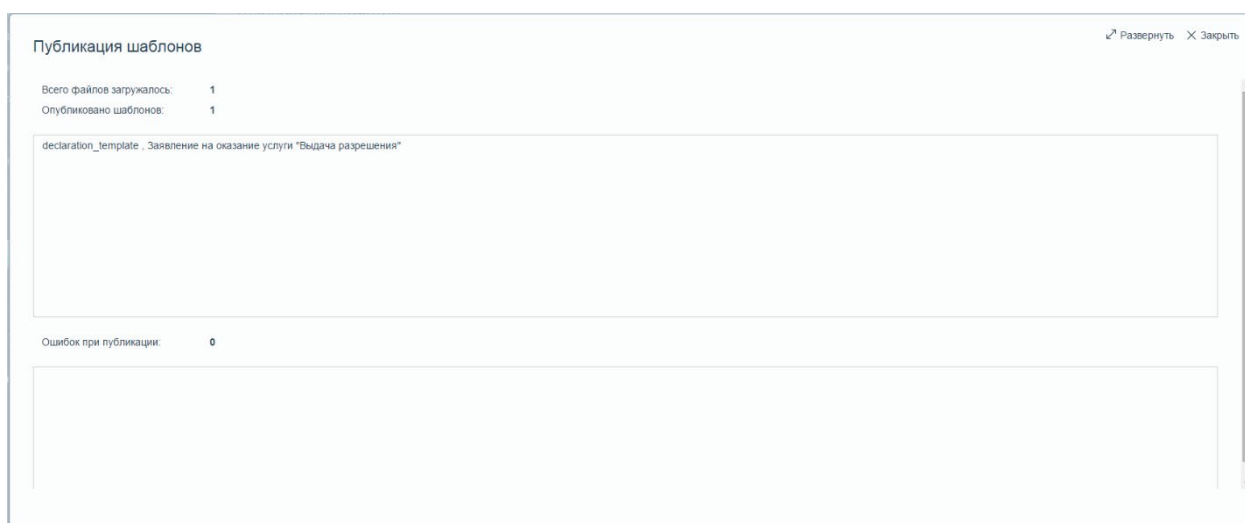 Публикация шаблонов
Развернуть Закрыть
Всего файлов загружалось: 1
Опубликовано шаблонов: 1
declaration_template , Заявление на оказание услуги "Выдача разрешения"
Ошибок при публикации: 0